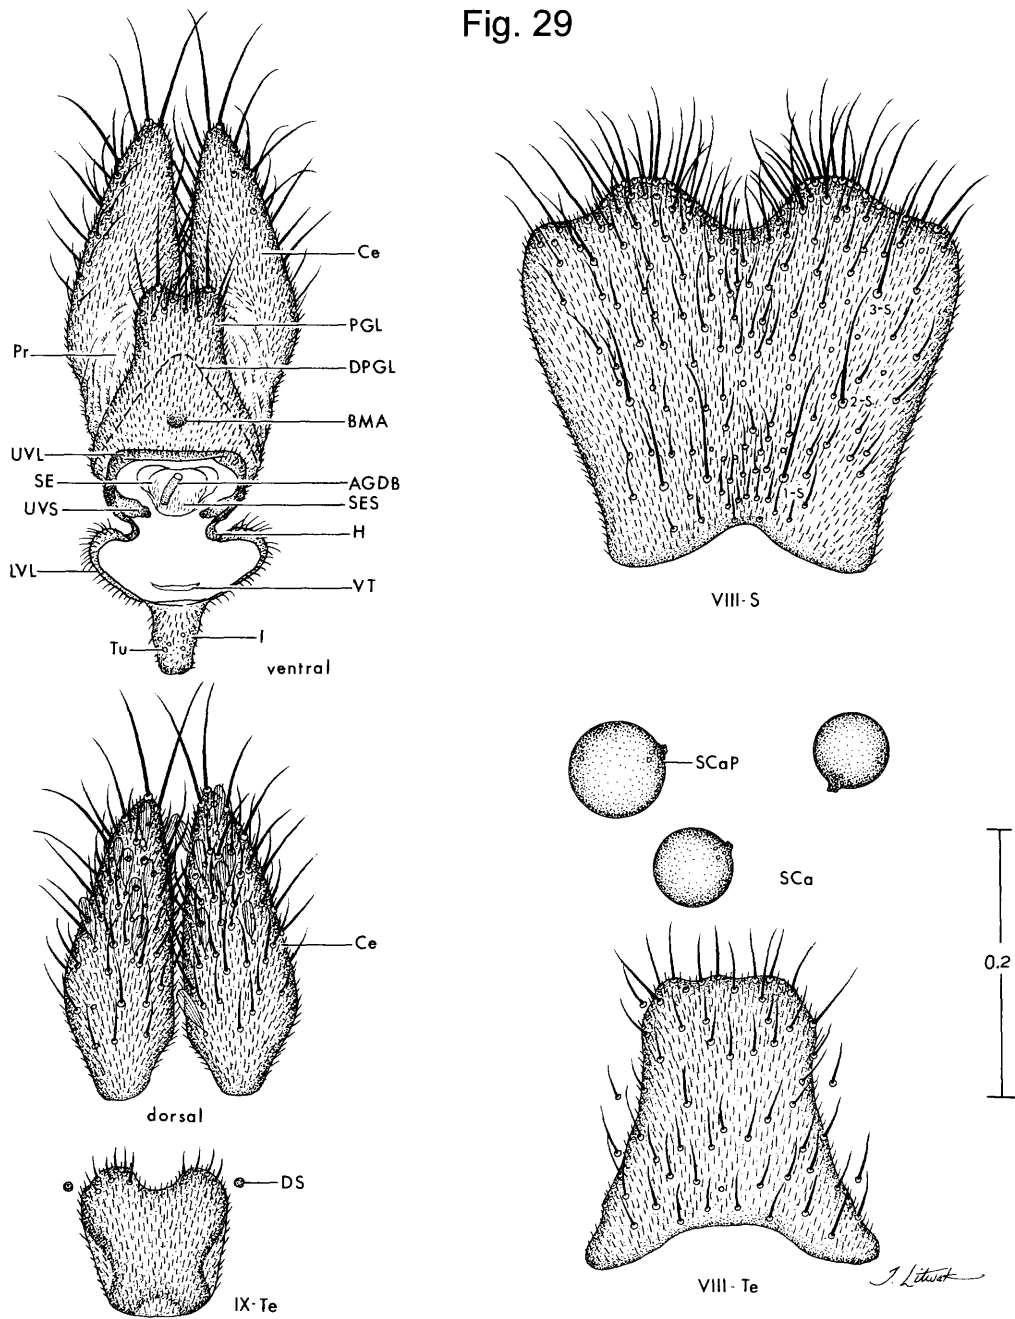 Fig. 29
Ce
PGL
Pr
DPGL
BMA
UVL
SE
AGDB
SES
UVS
H
LVL
VT
I
Tu
ventral
3-S
2-S
1-S
VIII-S
SCaP
SCa
0.2
Ce
dorsal
DS
IX-Te
VIII-Te
T. Litwak